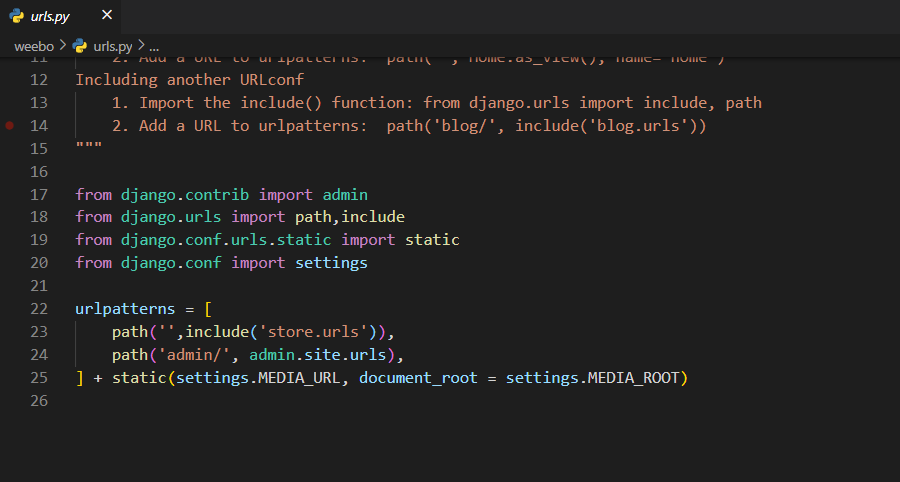 urls.py ×
weebo > urls.py > ...
11 2. Add a URL to urlpatterns: path('', Home.as_view(), name='home')
12 Including another URLconf
13 1. Import the include() function: from django.urls import include, path
14 2. Add a URL to urlpatterns:  path('blog/', include('blog.urls'))
15 """
16
17 from django.contrib import admin
18 from django.urls import path,include
19 from django.conf.urls.static import static
20 from django.conf import settings
21
22 urlpatterns = [
23 path('',include('store.urls')),
24 path('admin/', admin.site.urls),
25 ] + static(settings.MEDIA_URL, document_root = settings.MEDIA_ROOT)
26